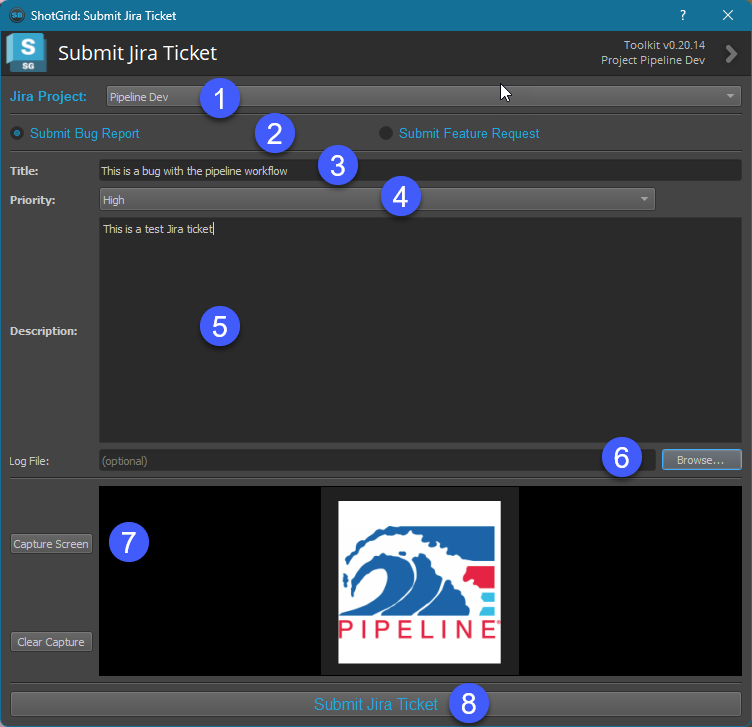 ShotGrid: Submit Jira Ticket
?
S
SG
Submit Jira Ticket
Toolkit v0.20.14
Project Pipeline Dev
Jira Project:
Pipeline Dev
1
Submit Bug Report
2
Submit Feature Request
Title:
This is a bug with the pipeline workflow
3
Priority:
High
4
This is a test Jira ticket
Description:
5
Log File:
(optional)
6
Browse...
Capture Screen
7
PIPELINE
Clear Capture
Submit Jira Ticket
8